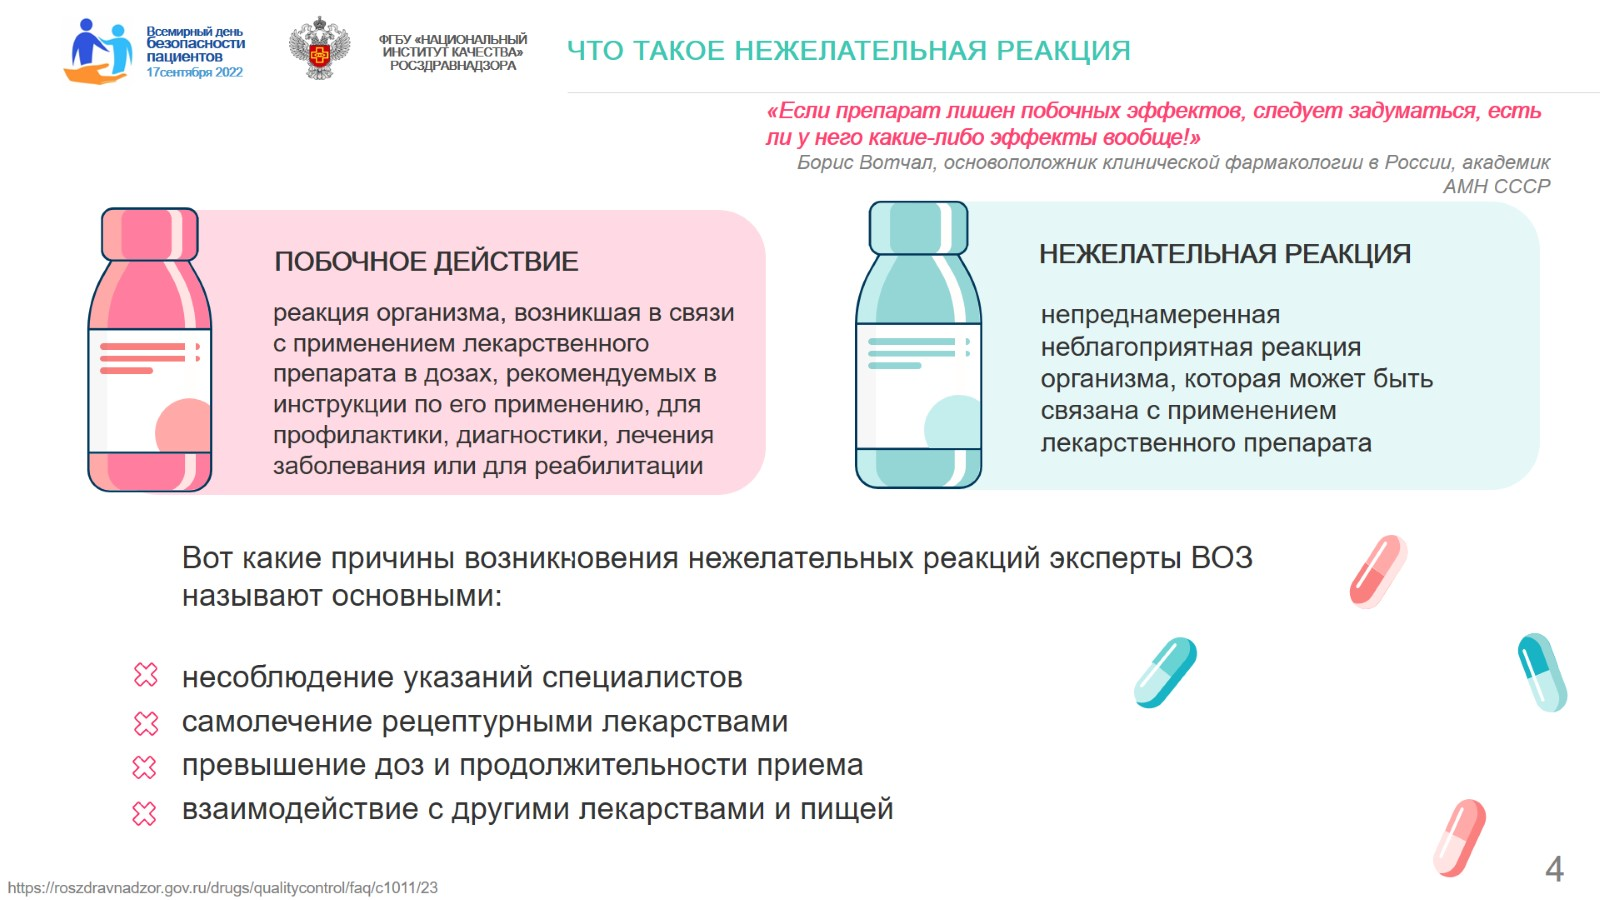 Всемирный день
безопасности
пациентов
17сентября 2022
ФГБУ «НАЦИОНАЛЬНЫЙ
ИНСТИТУТ КАЧЕСТВА»
РОСЗДРАВНАДЗОРА
ЧТО ТАКОЕ НЕЖЕЛАТЕЛЬНАЯ РЕАКЦИЯ
«Если препарат лишен побочных эффектов, следует задуматься, есть
ли у него какие-либо эффекты вообще!»
Борис Вотчал, основоположник клинической фармакологии в России, академик
АМН СССР
ПОБОЧНОЕ ДЕЙСТВИЕ
реакция организма, возникшая в связи
с применением лекарственного
препарата в дозах, рекомендуемых в
инструкции по его применению, для
профилактики, диагностики, лечения
заболевания или для реабилитации
НЕЖЕЛАТЕЛЬНАЯ РЕАКЦИЯ
непреднамеренная
неблагоприятная реакция
организма, которая может быть
связана с применением
лекарственного препарата
Вот какие причины возникновения нежелательных реакций эксперты ВОЗ
называют основными:
несоблюдение указаний специалистов
самолечение рецептурными лекарствами
превышение доз и продолжительности приема
взаимодействие с другими лекарствами и пищей
https://roszdravnadzor.gov.ru/drugs/qualitycontrol/faq/c1011/23
4